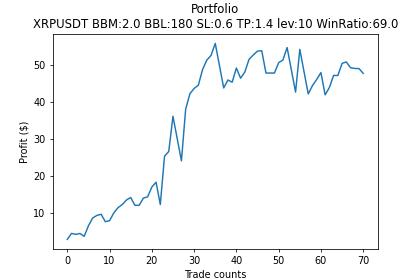 Portfolio
XRPUSDT BBM:2.0 BBL:180 SL:0.6 TP:1.4 lev:10 WinRatio:69.0
Profit ($)
50
40
30
20
10
0 10 20 30 40 50 60 70
Trade counts